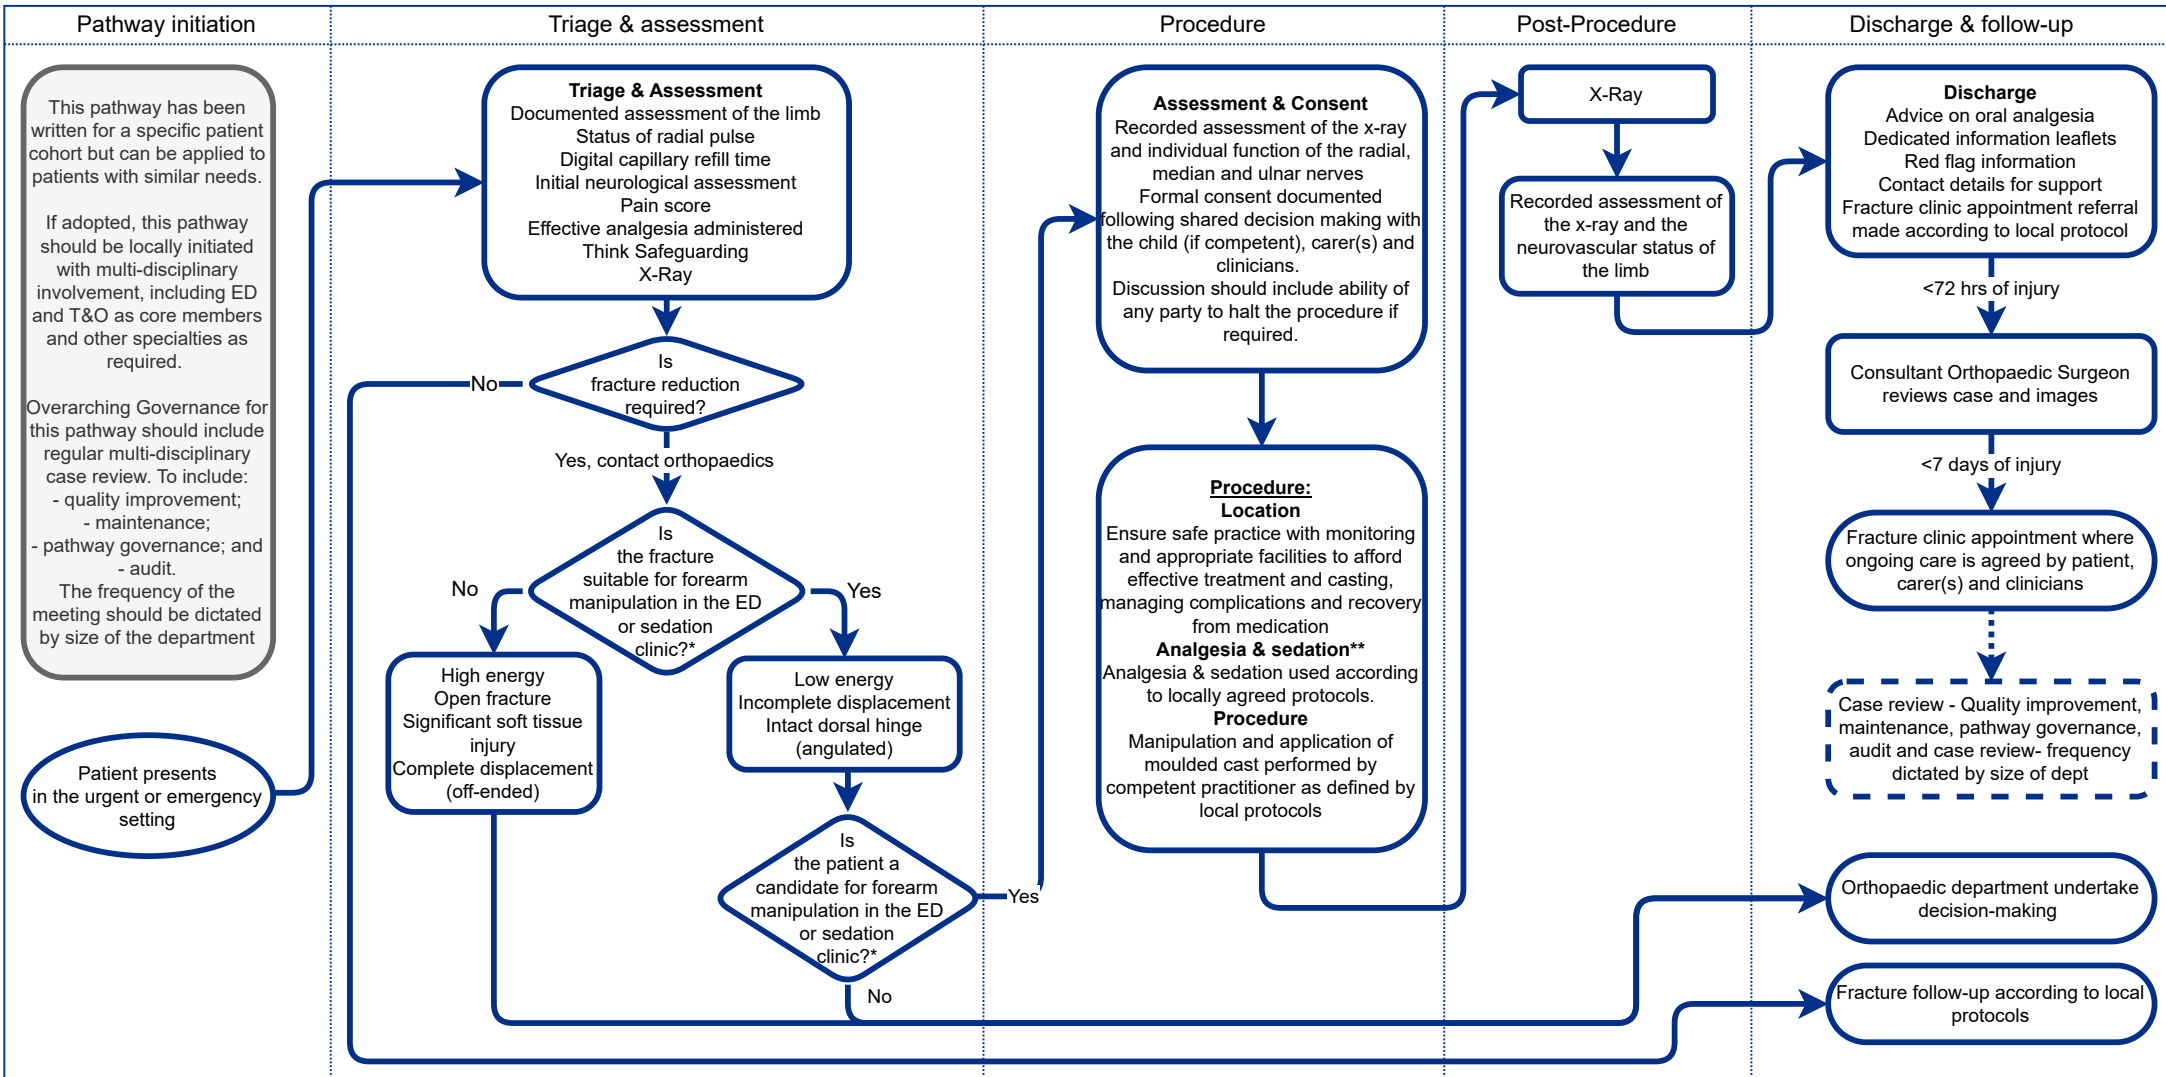 Pathway initiation
Triage & assessment
Procedure
Post-Procedure
Discharge & follow-up
This pathway has been
written for a specific patient
cohort but can be applied to
patients with similar needs.
If adopted, this pathway
should be locally initiated
with multi-disciplinary
involvement, including ED
and T&O as core members
and other specialties as
required.
Overarching Governance for
this pathway should include
regular multi-disciplinary
case review. To include:
- quality improvement;
- maintenance;
- pathway governance; and
- audit.
The frequency of the
meeting should be dictated
by size of the department
Patient presents
in the urgent or emergency
setting
Triage & Assessment
Documented assessment of the limb
Status of radial pulse
Digital capillary refill time
Initial neurological assessment
Pain score
Effective analgesia administered
Think Safeguarding
X-Ray
Is
fracture reduction
required?
No
Yes, contact orthopaedics
Is
the fracture
suitable for forearm
manipulation in the ED
or sedation
clinic?*
No
Yes
High energy
Open fracture
Significant soft tissue
injury
Complete displacement
(off-ended)
Low energy
Incomplete displacement
Intact dorsal hinge
(angulated)
Is
the patient a
candidate for forearm
manipulation in the ED
or sedation
clinic?*
Yes
No
Assessment & Consent
Recorded assessment of the x-ray
and individual function of the radial,
median and ulnar nerves
Formal consent documented
following shared decision making with
the child (if competent), carer(s) and
clinicians.
Discussion should include ability of
any party to halt the procedure if
required.
Procedure:
Location
Ensure safe practice with monitoring
and appropriate facilities to afford
effective treatment and casting,
managing complications and recovery
from medication
Analgesia & sedation**
Analgesia & sedation used according
to locally agreed protocols.
Procedure
Manipulation and application of
moulded cast performed by
competent practitioner as defined by
local protocols
X-Ray
Recorded assessment of
the x-ray and the
neurovascular status of
the limb
Discharge
Advice on oral analgesia
Dedicated information leaflets
Red flag information
Contact details for support
Fracture clinic appointment referral
made according to local protocol
<72 hrs of injury
Consultant Orthopaedic Surgeon
reviews case and images
<7 days of injury
Fracture clinic appointment where
ongoing care is agreed by patient,
carer(s) and clinicians
Case review - Quality improvement,
maintenance, pathway governance,
audit and case review- frequency
dictated by size of dept
Orthopaedic department undertake
decision-making
Fracture follow-up according to local
protocols